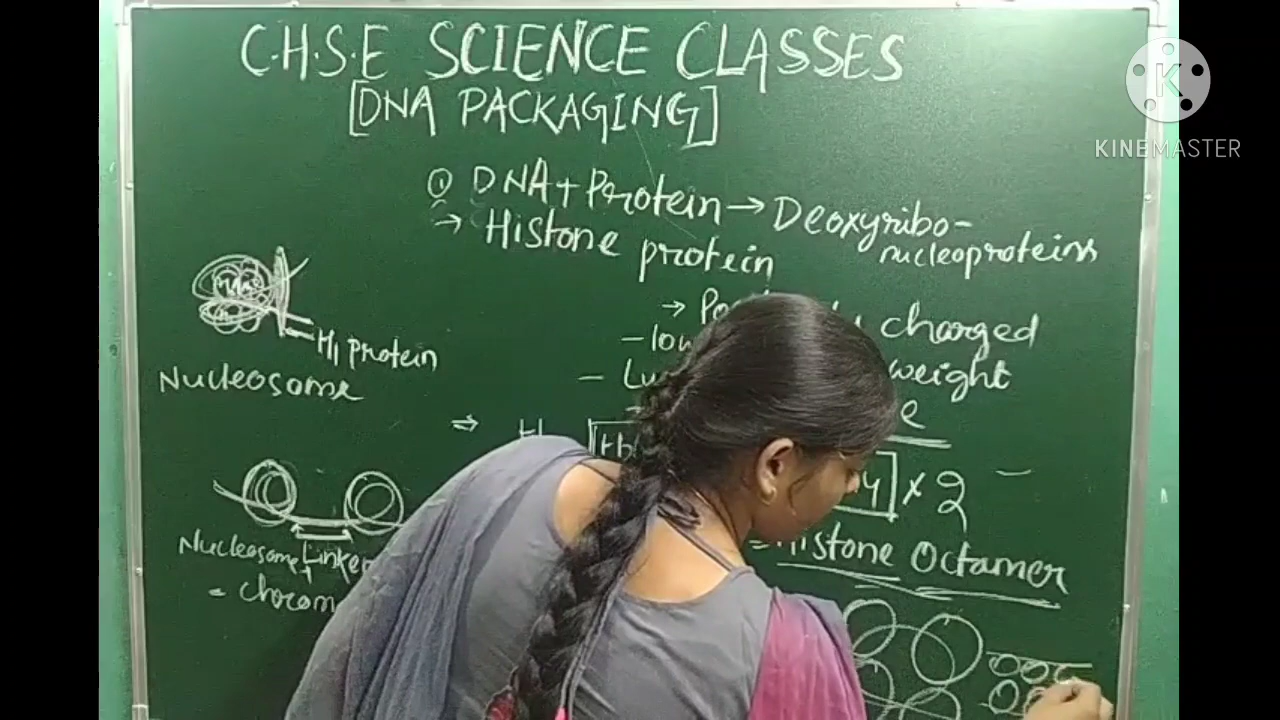 C.H.S.E SCIENCE CLASSES
[DNA PACKAGING]
K
KINEMASTER
① DNA + Protein → Deoxyribo-
nucleoproteins
→ Histone protein
→ charged
- low
weight
H₁ protein
Nucleosome
⇒
× 2 -
= Histone Octamer
Nucleosome + Linker
=